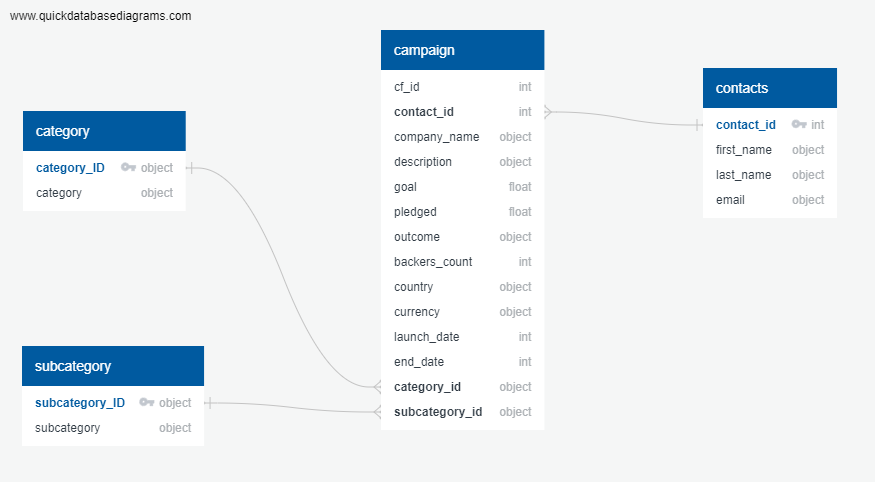 www.quickdatabasediagrams.com
category
category_ID object
category object
subcategory
subcategory_ID object
subcategory object
campaign
cf_id int
contact_id int
company_name object
description object
goal float
pledged float
outcome object
backers_count int
country object
currency object
launch_date int
end_date int
category_id object
subcategory_id object
contacts
contact_id int
first_name object
last_name object
email object